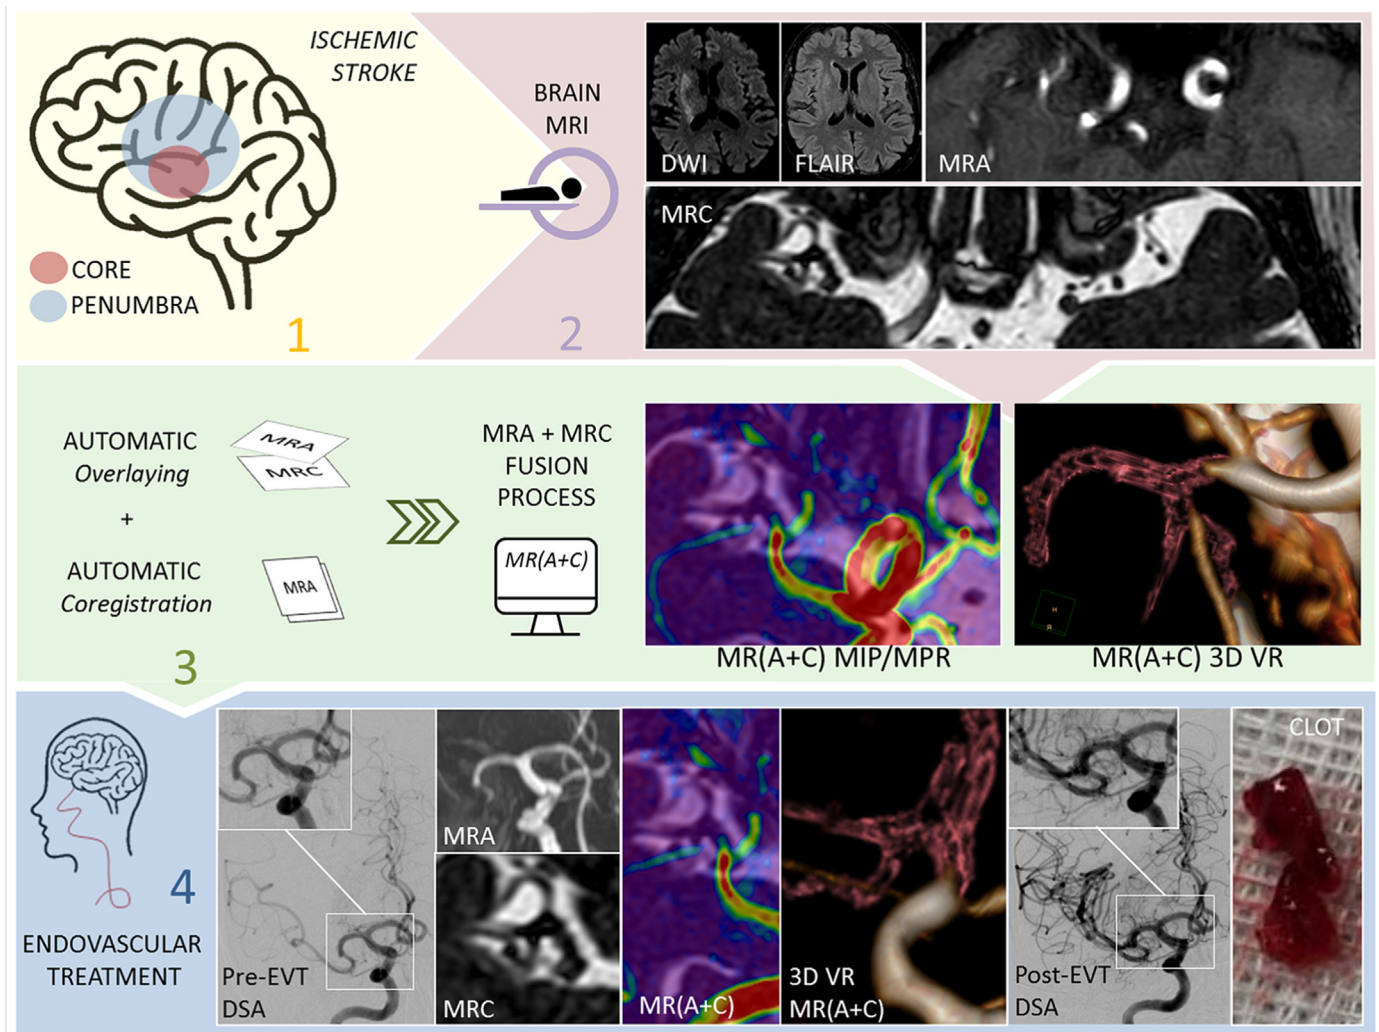 ISCHEMIC
STROKE
CORE
PENUMBRA
1
BRAIN
MRI
2
DWI
FLAIR
MRA
MRC
AUTOMATIC
Overlaying
+
AUTOMATIC
Coregistration
MRA
MRC
MRA
MRA + MRC
FUSION
PROCESS
MR(A+C)
3
MR(A+C) MIP/MPR
H
MR(A+C) 3D VR
4
ENDOVASCULAR
TREATMENT
Pre-EVT
DSA
MRA
MRC
MR(A+C)
3D VR
MR(A+C)
Post-EVT
DSA
CLOT